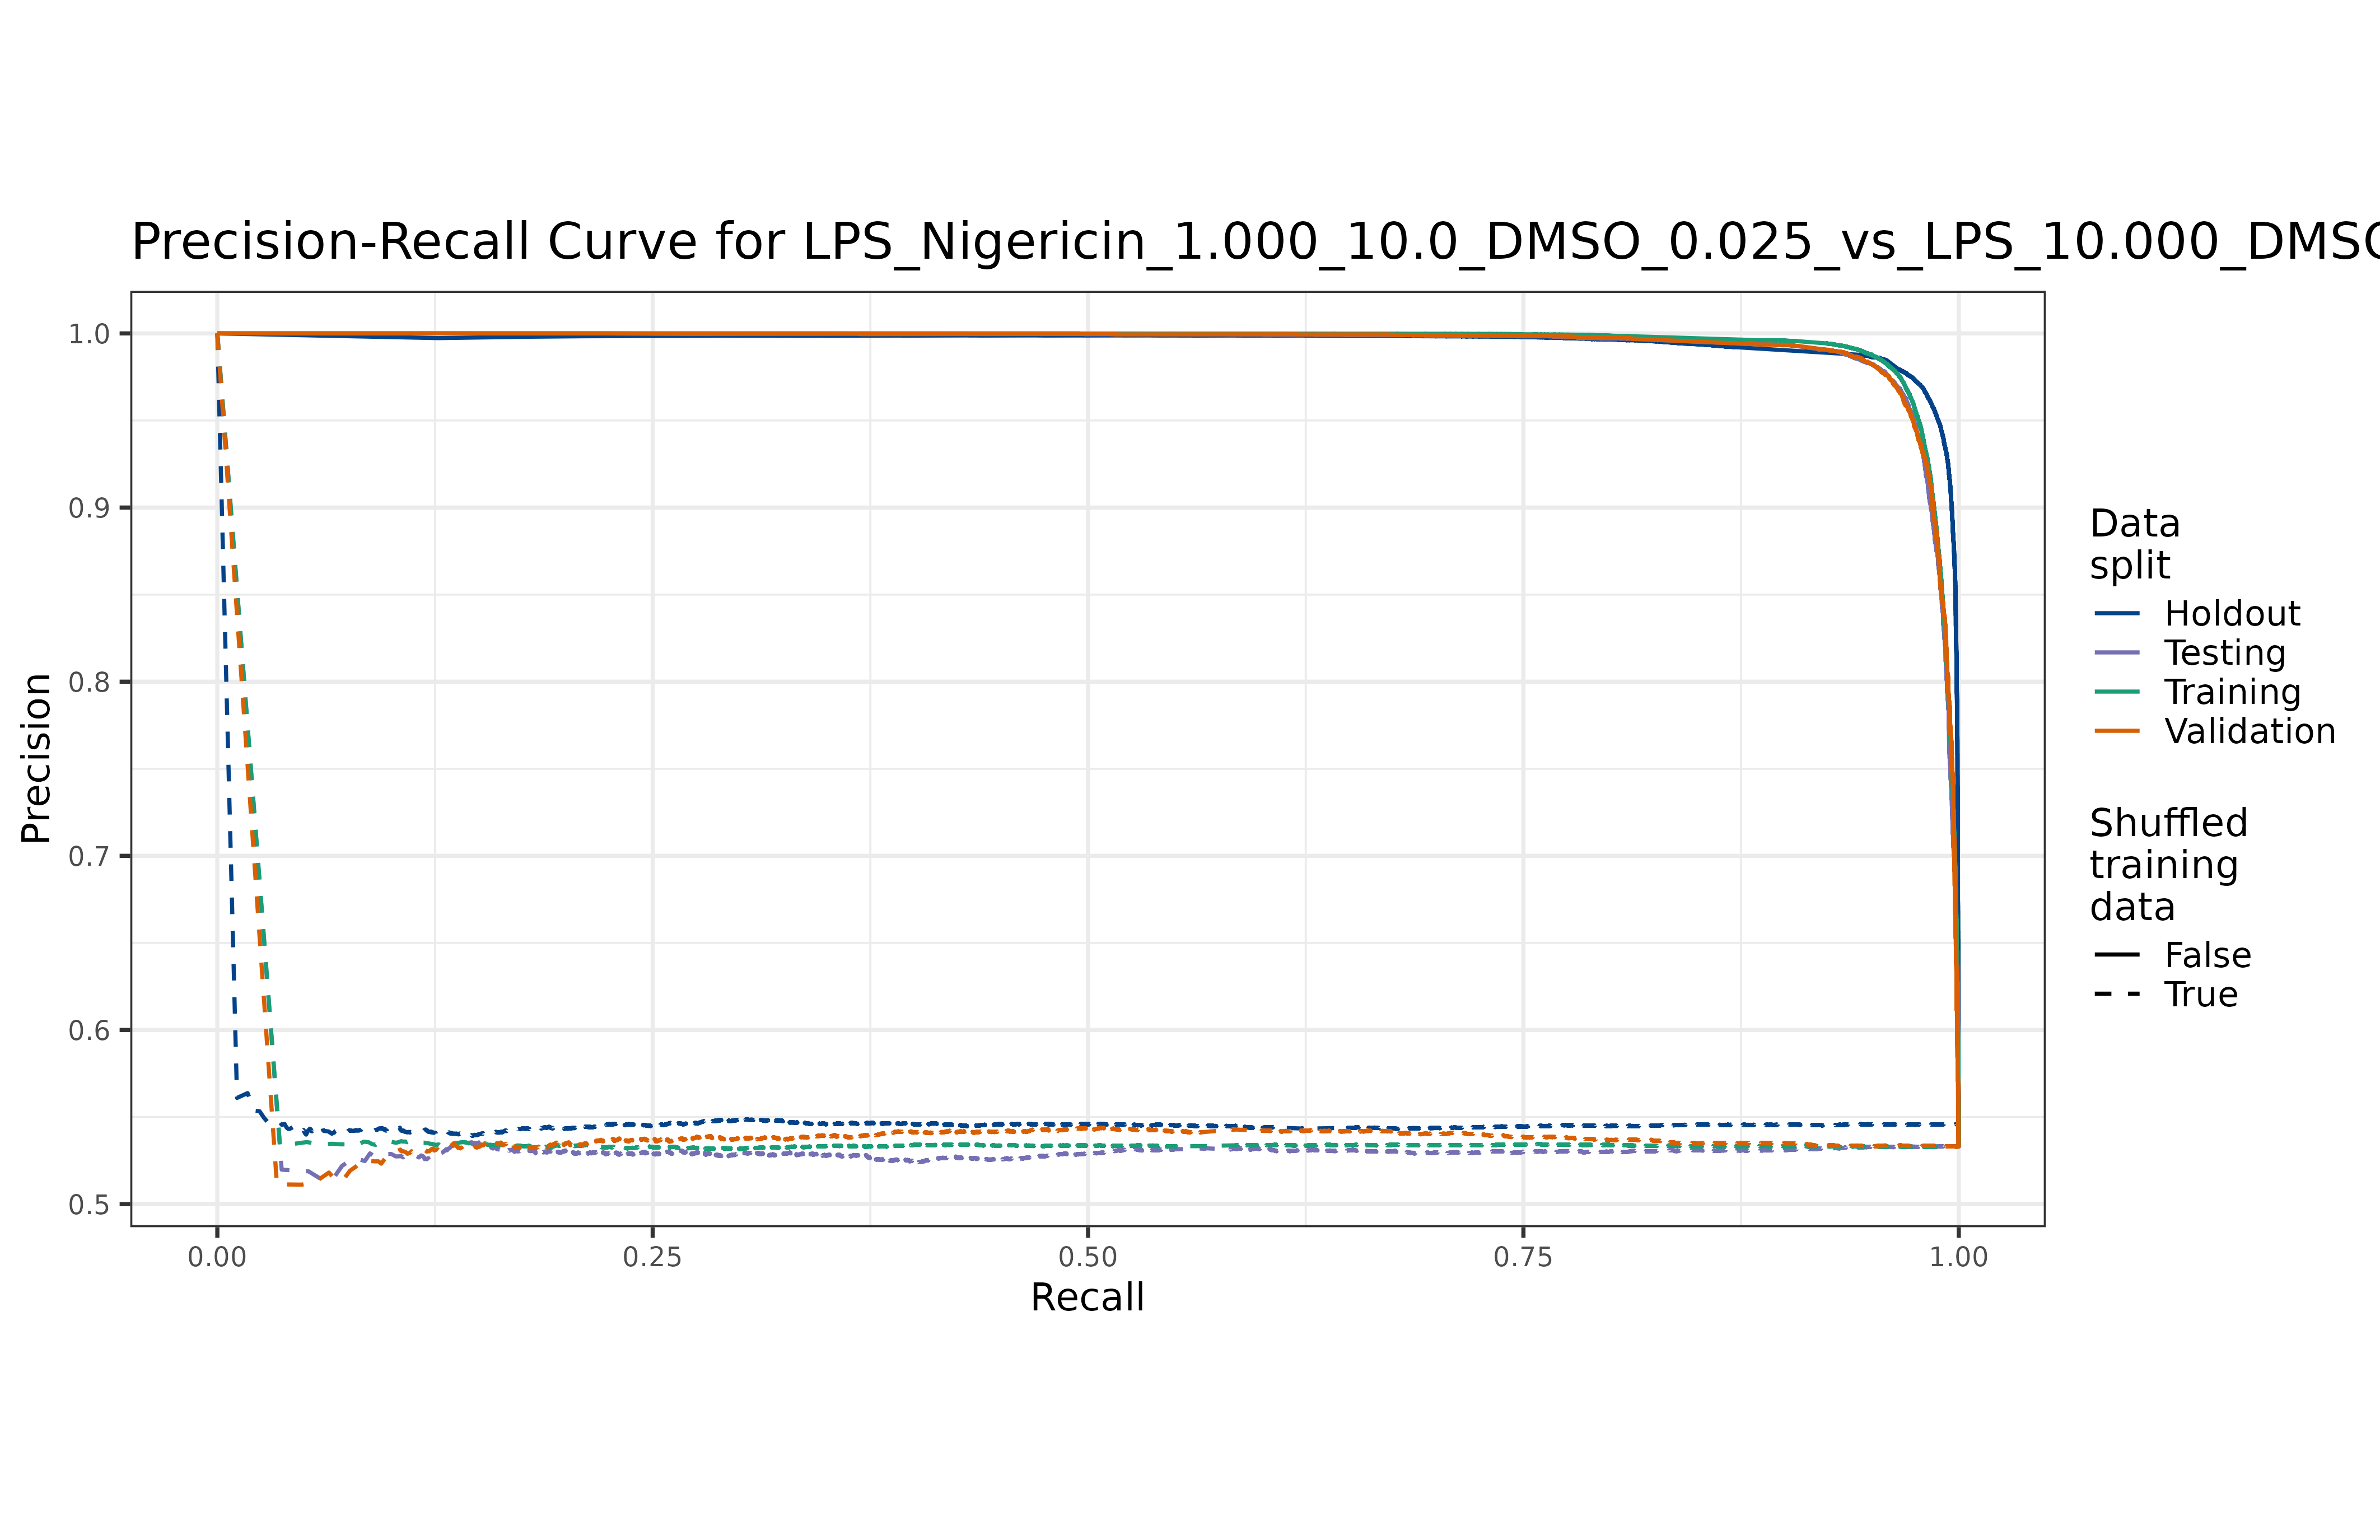 Precision-Recall Curve for LPS_Nigericin_1.000_10.0_DMSO_0.025_vs_LPS_10.000_DMSO
1.0
0.9
0.8
0.7
0.6
0.5
Precision
0.00
0.25
0.50
0.75
1.00
Recall
Data
split
Holdout
Testing
Training
Validation
Shuffled
training
data
False
True